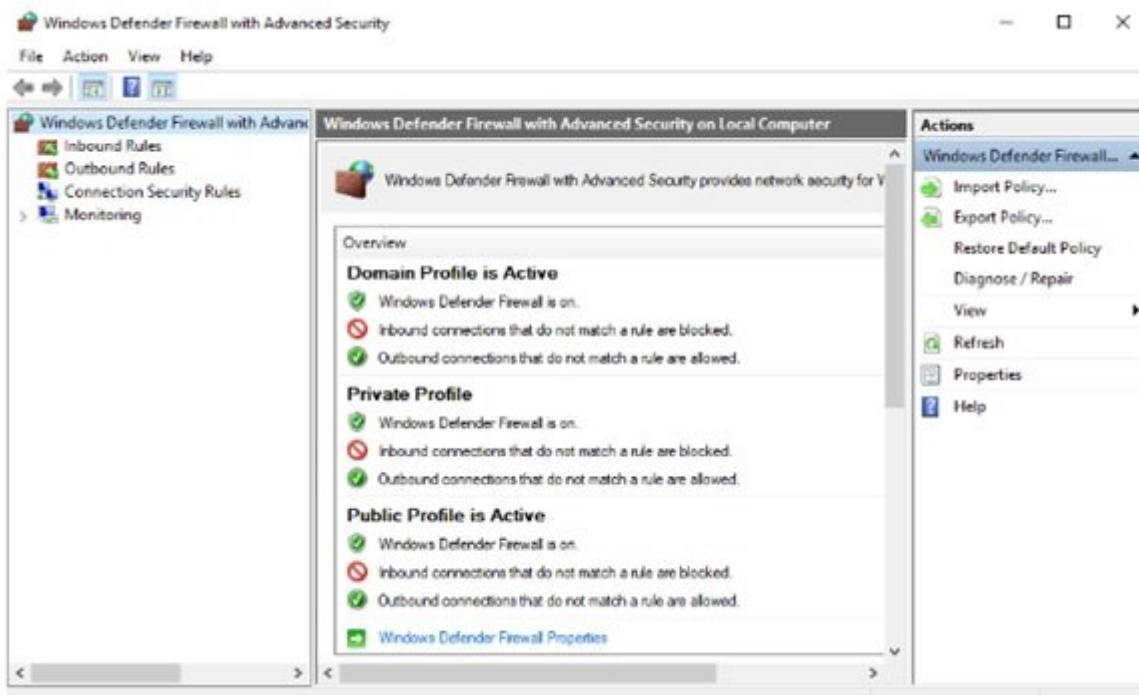 Windows Defender Firewall with Advanced Security
File Action View Help
Windows Defender Firewall with Advanc
Inbound Rules
Outbound Rules
Connection Security Rules
Monitoring
Windows Defender Firewall with Advanced Security on Local Computer
Windows Defender Firewall with Advanced Security provides network security for W
Overview
Domain Profile is Active
Windows Defender Firewall is on.
Inbound connections that do not match a rule are blocked.
Outbound connections that do not match a rule are allowed.
Private Profile
Windows Defender Firewall is on.
Inbound connections that do not match a rule are blocked.
Outbound connections that do not match a rule are allowed.
Public Profile is Active
Windows Defender Firewall is on.
Inbound connections that do not match a rule are blocked.
Outbound connections that do not match a rule are allowed.
Windows Defender Firewall Properties
Actions
Windows Defender Firewall...
Import Policy...
Export Policy...
Restore Default Policy
Diagnose / Repair
View
Refresh
Properties
Help